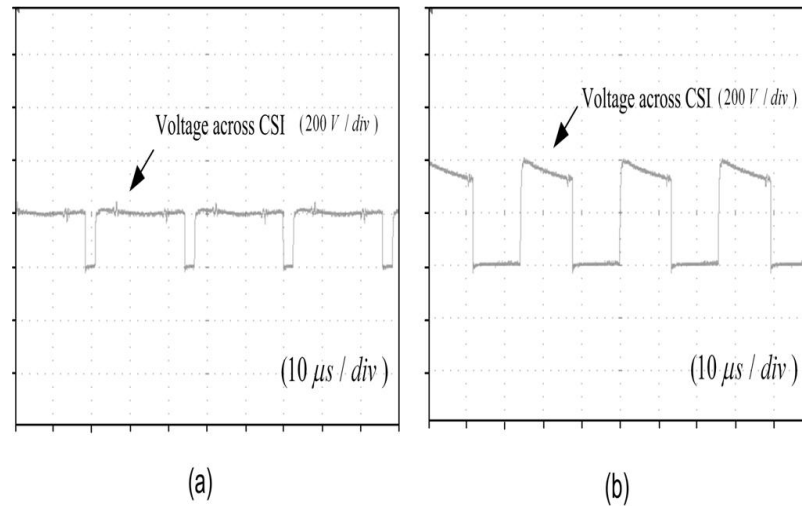 Voltage across CSI (200 V / div)
(10 μs / div)
(a)
Voltage across CSI (200 V / div)
(10 μs / div)
(b)